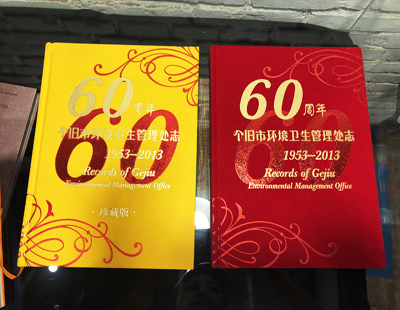 60周年
60
个旧市环境卫生管理处志
1953—2013
Records of Gejiu
Environmental Management Office
·珍藏版·
60周年
60
个旧市环境卫生管理处志
1953—2013
Records of Gejiu
Environmental Management Office